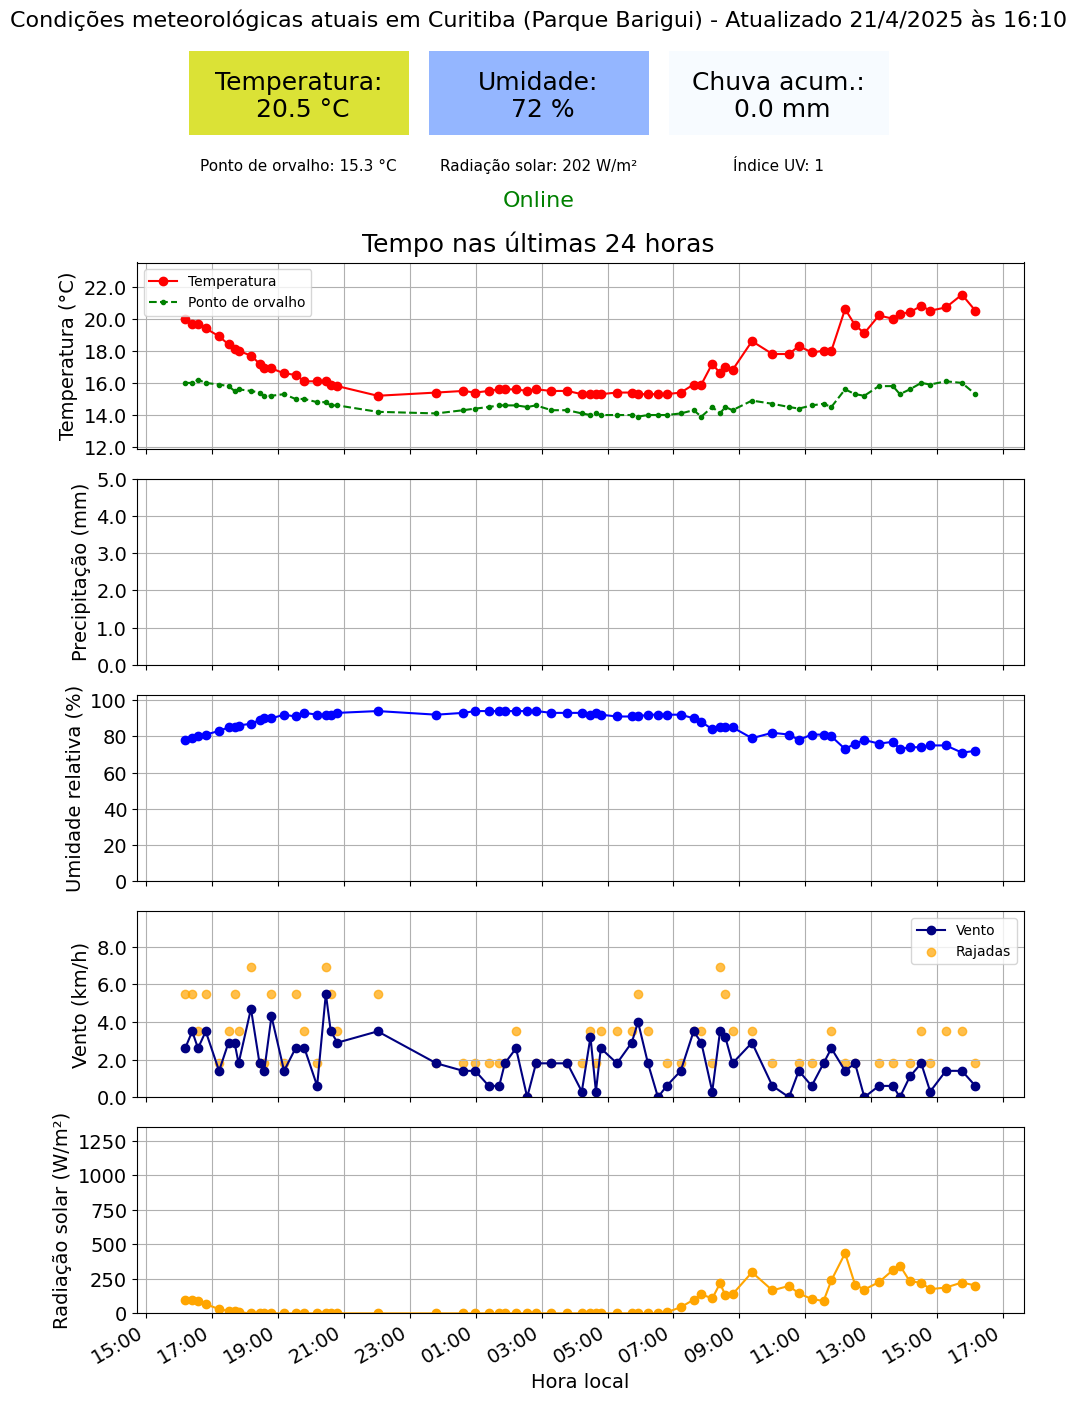 Condições meteorológicas atuais em Curitiba (Parque Barigui) - Atualizado 21/4/2025 às 16:10
Temperatura:
20.5 °C
Umidade:
72 %
Chuva acum.:
0.0 mm
Ponto de orvalho: 15.3 °C
Radiação solar: 202 W/m²
Índice UV: 1
Online
Tempo nas últimas 24 horas
Temperatura (°C)
22.0
20.0
18.0
16.0
14.0
12.0
Temperatura
Ponto de orvalho
Precipitação (mm)
5.0
4.0
3.0
2.0
1.0
0.0
Umidade relativa (%)
100
80
60
40
20
0
Vento (km/h)
8.0
6.0
4.0
2.0
0.0
Vento
Rajadas
Radiação solar (W/m²)
1250
1000
750
500
250
0
15:00
17:00
19:00
21:00
23:00
01:00
03:00
05:00
07:00
09:00
11:00
13:00
15:00
17:00
Hora local